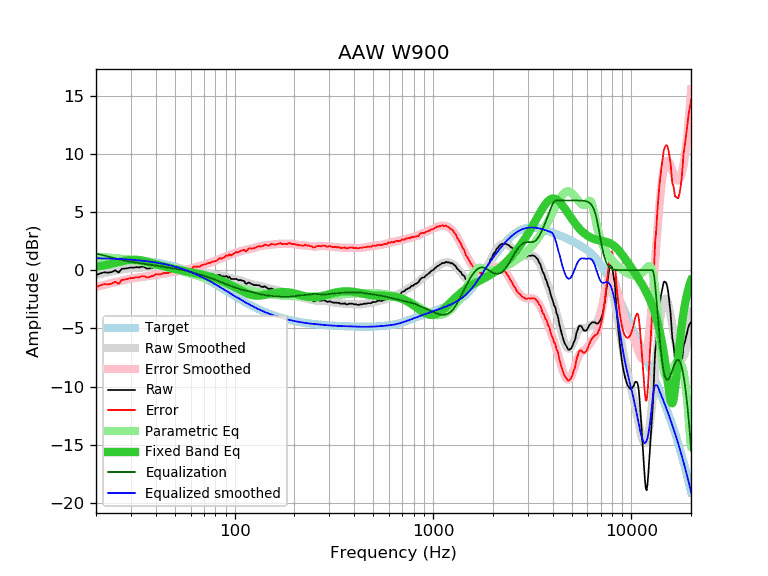 AAW W900
Amplitude (dBr)
15
10
5
0
−5
−10
−15
−20
Target
Raw Smoothed
Error Smoothed
Raw
Error
Parametric Eq
Fixed Band Eq
Equalization
Equalized smoothed
100
1000
10000
Frequency (Hz)